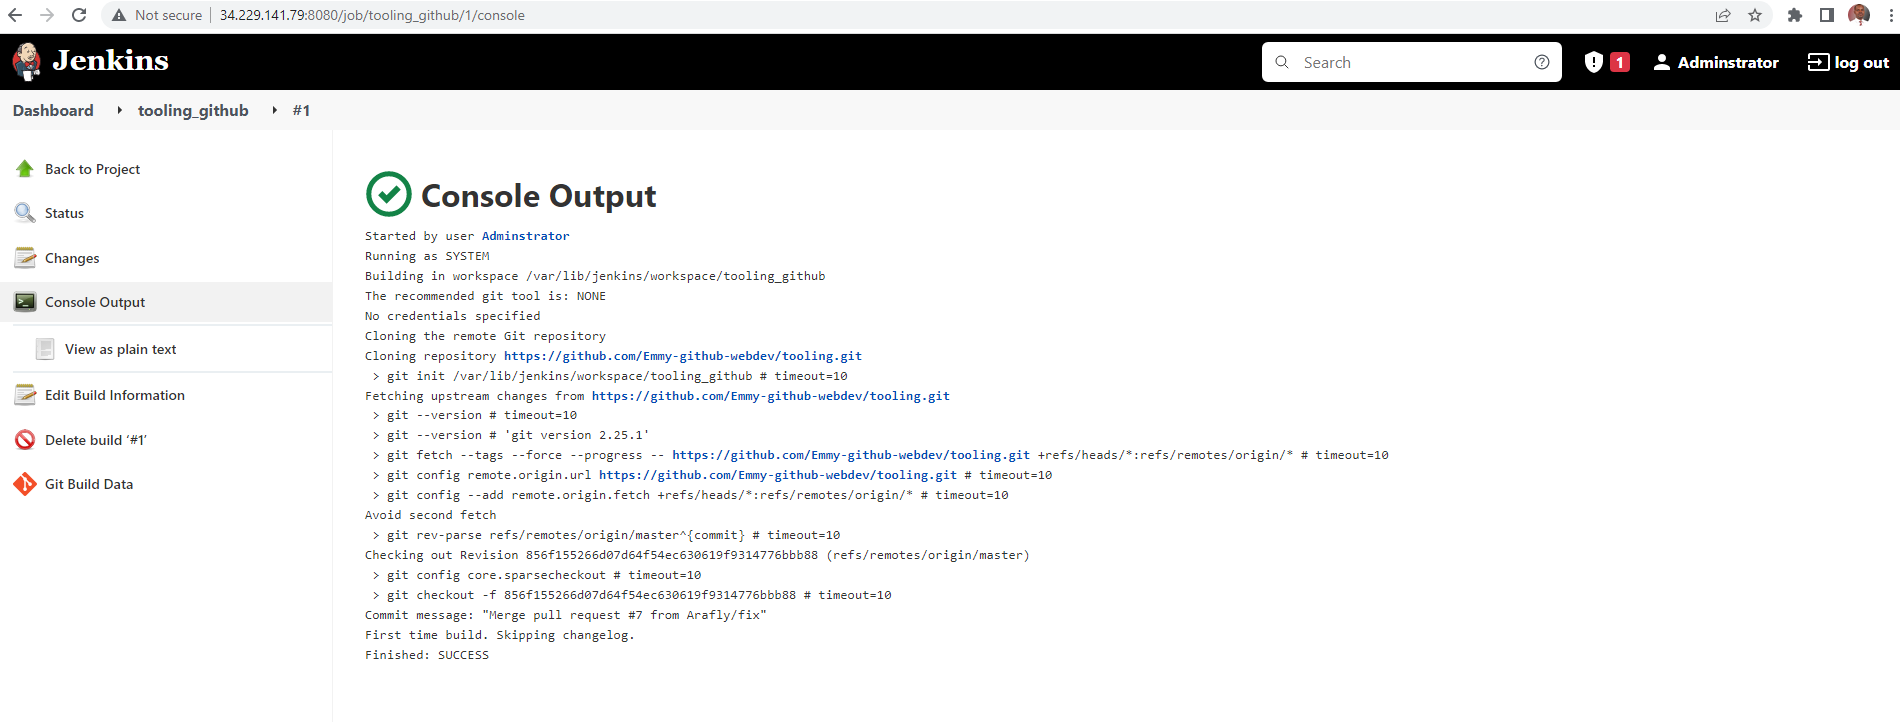 Not secure | 34.229.141.79:8080/job/tooling_github/1/console
Jenkins
Search
1
Adminstrator
log out
Dashboard
tooling_github
#1
Back to Project
Status
Changes
Console Output
View as plain text
Edit Build Information
Delete build ‘#1’
Git Build Data
Console Output
Started by user Adminstrator
Running as SYSTEM
Building in workspace /var/lib/jenkins/workspace/tooling_github
The recommended git tool is: NONE
No credentials specified
Cloning the remote Git repository
Cloning repository https://github.com/Emmy-github-webdev/tooling.git
> git init /var/lib/jenkins/workspace/tooling_github # timeout=10
Fetching upstream changes from https://github.com/Emmy-github-webdev/tooling.git
> git --version # timeout=10
> git --version # 'git version 2.25.1'
> git fetch --tags --force --progress -- https://github.com/Emmy-github-webdev/tooling.git +refs/heads/*:refs/remotes/origin/* # timeout=10
> git config remote.origin.url https://github.com/Emmy-github-webdev/tooling.git # timeout=10
> git config --add remote.origin.fetch +refs/heads/*:refs/remotes/origin/* # timeout=10
Avoid second fetch
> git rev-parse refs/remotes/origin/master^{commit} # timeout=10
Checking out Revision 856f155266d07d64f54ec630619f9314776bbb88 (refs/remotes/origin/master)
> git config core.sparsecheckout # timeout=10
> git checkout -f 856f155266d07d64f54ec630619f9314776bbb88 # timeout=10
Commit message: "Merge pull request #7 from Arafly/fix"
First time build. Skipping changelog.
Finished: SUCCESS